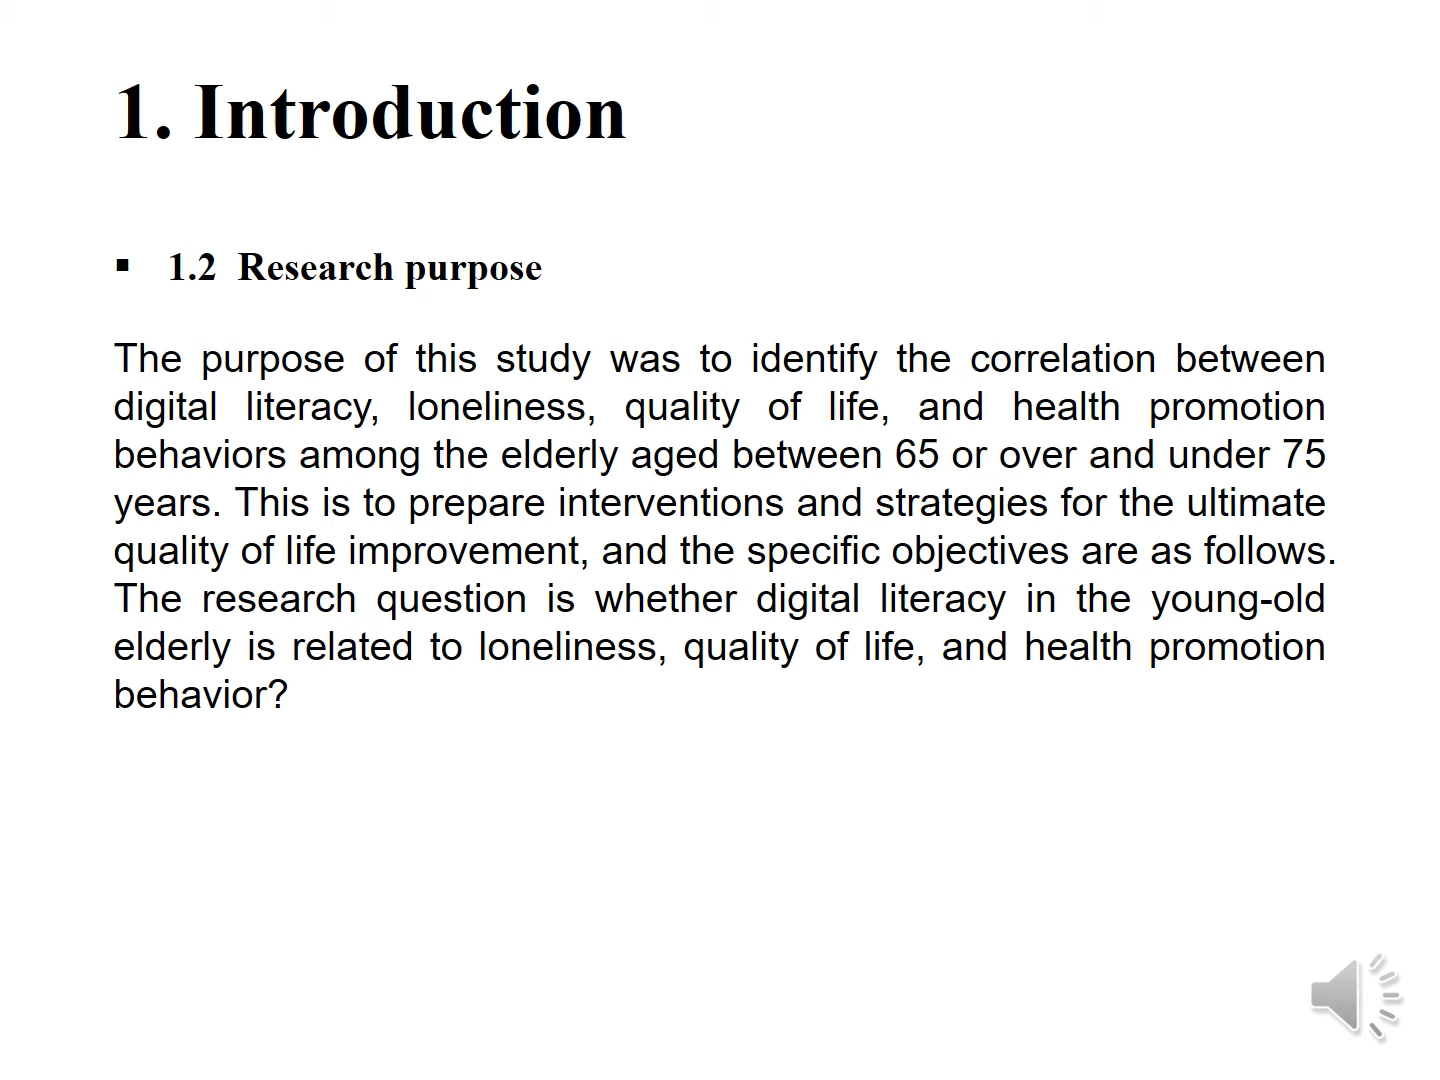 1. Introduction
▪ 1.2 Research purpose
The purpose of this study was to identify the correlation between
digital literacy, loneliness, quality of life, and health promotion
behaviors among the elderly aged between 65 or over and under 75
years. This is to prepare interventions and strategies for the ultimate
quality of life improvement, and the specific objectives are as follows.
The research question is whether digital literacy in the young-old
elderly is related to loneliness, quality of life, and health promotion
behavior?